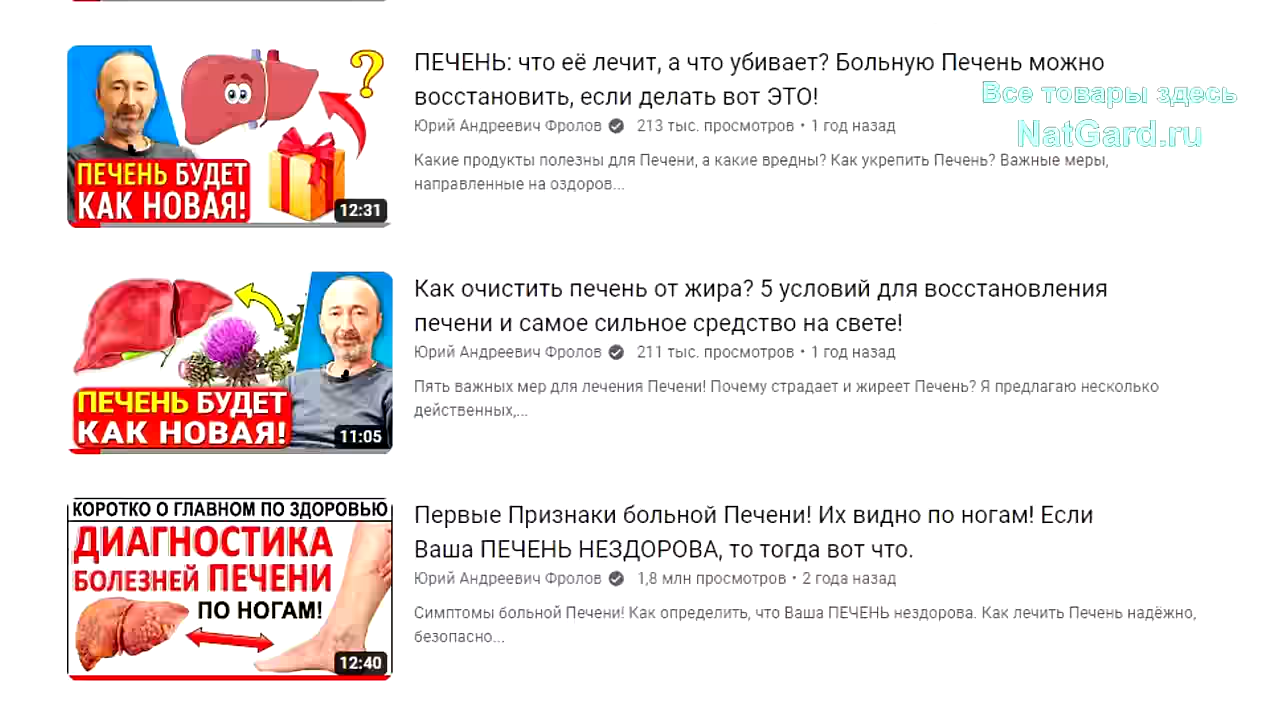 ПЕЧЕНЬ БУДЕТ
КАК НОВАЯ!
12:31
ПЕЧЕНЬ: что её лечит, а что убивает? Больную Печень можно
восстановить, если делать вот ЭТО!
Юрий Андреевич Фролов 213 тыс. просмотров • 1 год назад
Какие продукты полезны для Печени, а какие вредны? Как укрепить Печень? Важные меры,
направленные на оздоров...
Все товары здесь
NatGard.ru
ПЕЧЕНЬ БУДЕТ
КАК НОВАЯ!
11:05
Как очистить печень от жира? 5 условий для восстановления
печени и самое сильное средство на свете!
Юрий Андреевич Фролов 211 тыс. просмотров • 1 год назад
Пять важных мер для лечения Печени! Почему страдает и жиреет Печень? Я предлагаю несколько
действенных,...
КОРОТКО О ГЛАВНОМ ПО ЗДОРОВЬЮ
ДИАГНОСТИКА
БОЛЕЗНЕЙ ПЕЧЕНИ
ПО НОГАМ!
12:40
Первые Признаки больной Печени! Их видно по ногам! Если
Ваша ПЕЧЕНЬ НЕЗДОРОВА, то тогда вот что.
Юрий Андреевич Фролов 1,8 млн просмотров • 2 года назад
Симптомы больной Печени! Как определить, что Ваша ПЕЧЕНЬ нездорова. Как лечить Печень надёжно,
безопасно...